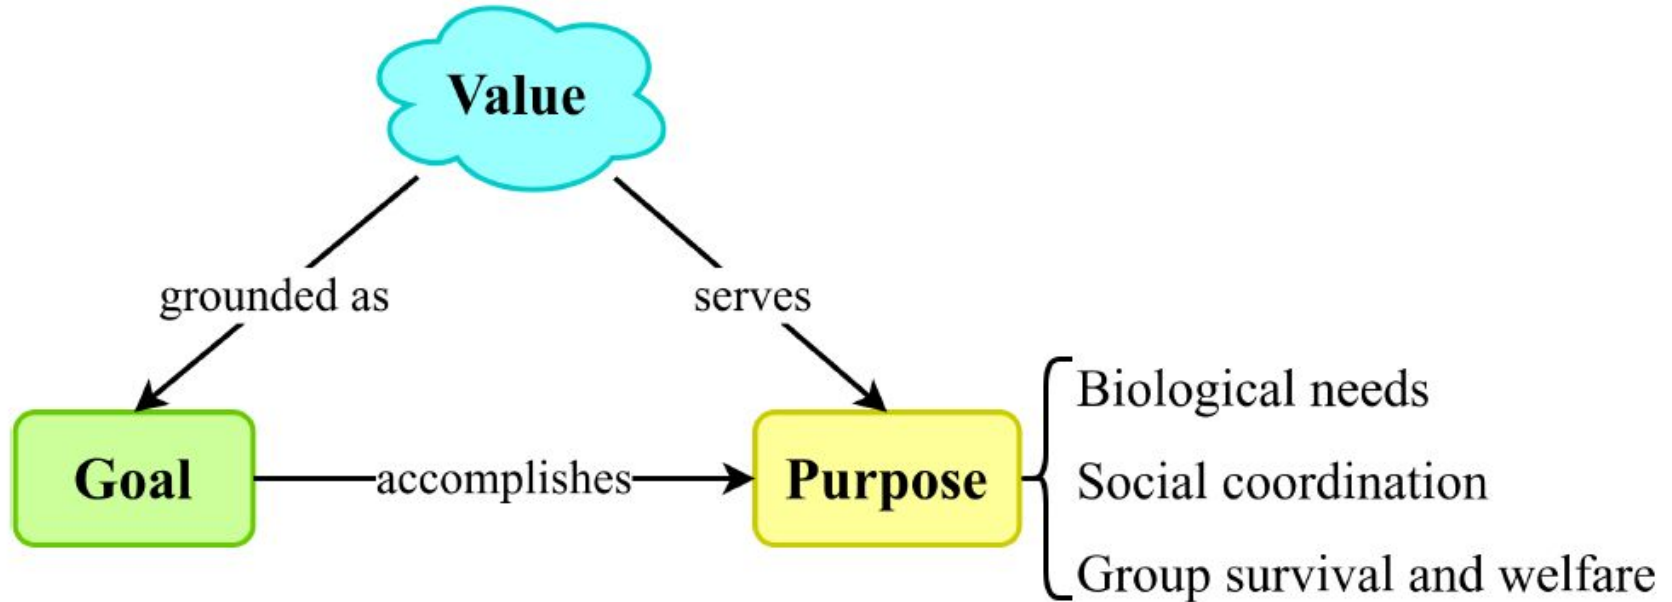 Value
grounded as
serves
Goal
accomplishes
Purpose
Biological needs
Social coordination
Group survival and welfare